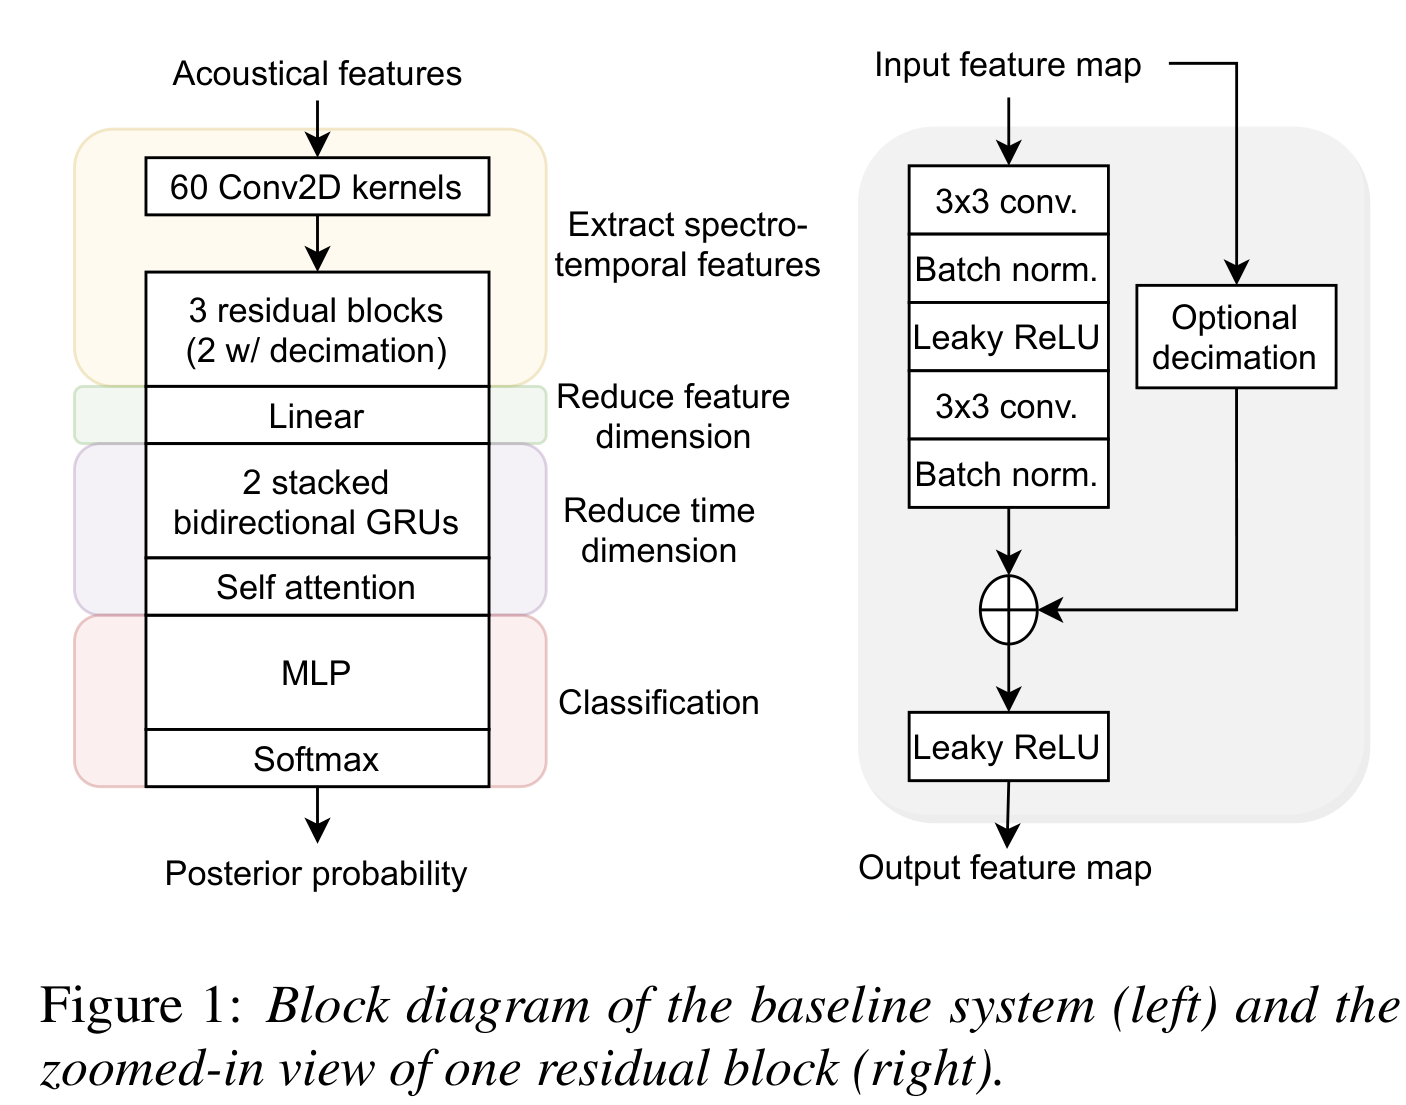 Acoustical features
60 Conv2D kernels
3 residual blocks
(2 w/ decimation)
Linear
2 stacked
bidirectional GRUs
Self attention
MLP
Softmax
Posterior probability
Extract spectro-
temporal features
Reduce feature
dimension
Reduce time
dimension
Classification
Input feature map
3x3 conv.
Batch norm.
Leaky ReLU
3x3 conv.
Batch norm.
Optional
decimation
Leaky ReLU
Output feature map
Figure 1: Block diagram of the baseline system (left) and the
zoomed-in view of one residual block (right).